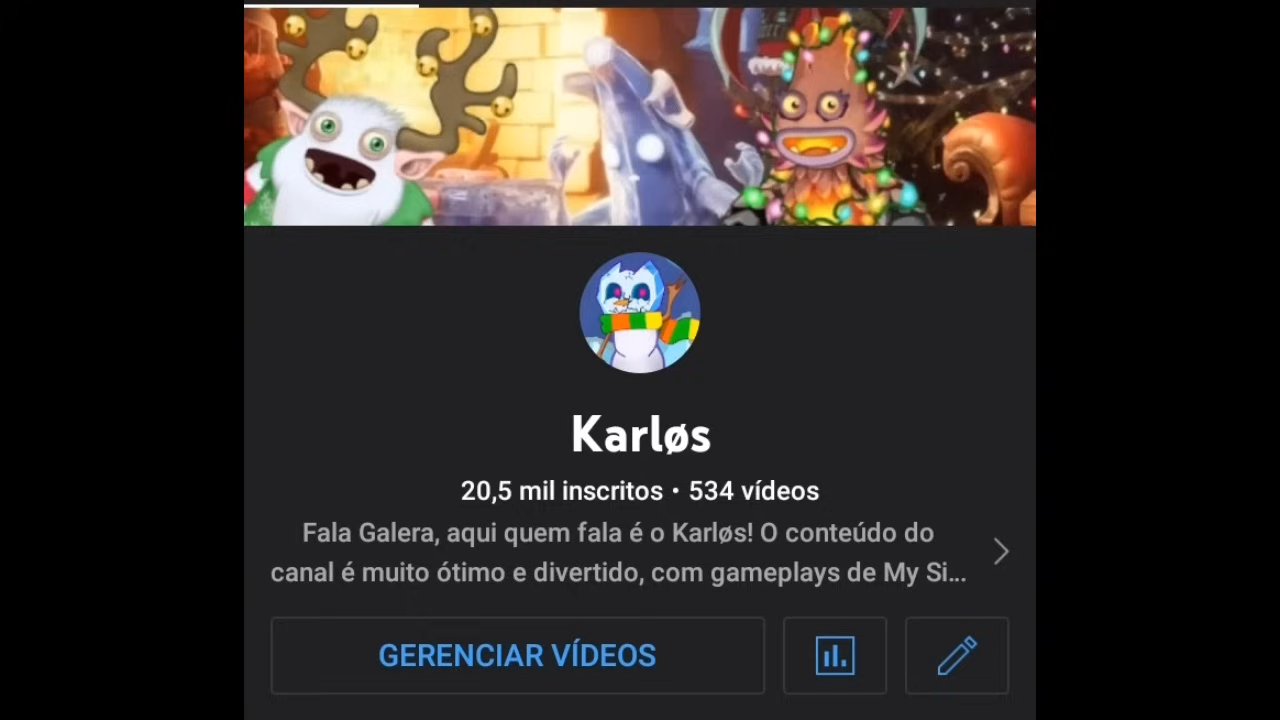 Karløs
20,5 mil inscritos • 534 vídeos
Fala Galera, aqui quem fala é o Karløs! O conteúdo do
canal é muito ótimo e divertido, com gameplays de My Si...
GERENCIAR VÍDEOS